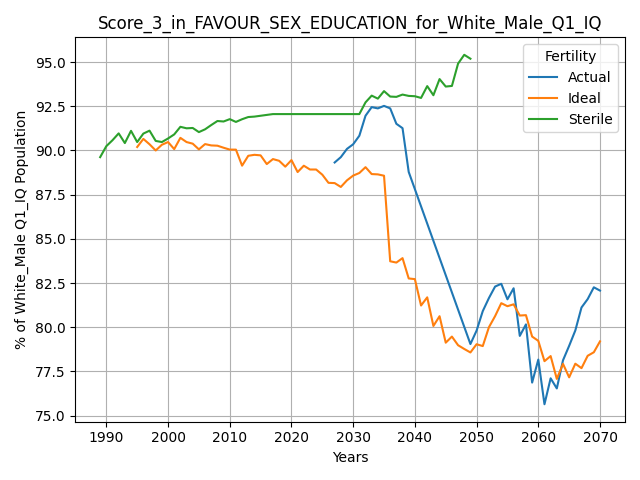 Score_3_in_FAVOUR_SEX_EDUCATION_for_White_Male_Q1_IQ
% of White_Male Q1_IQ Population
95.0
92.5
90.0
87.5
85.0
82.5
80.0
77.5
75.0
Fertility
Actual
Ideal
Sterile
1990 2000 2010 2020 2030 2040 2050 2060 2070
Years